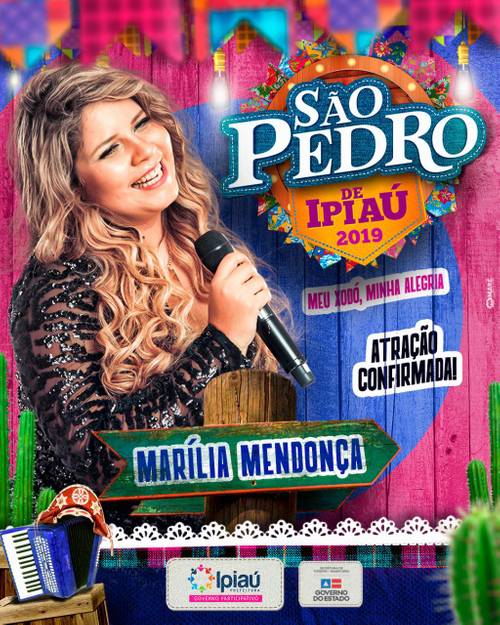 SÃO
PEDRO
DE
IPIAÚ
2019
MEU XODÓ, MINHA ALEGRIA
ATRAÇÃO
CONFIRMADA!
MARÍLIA MENDONÇA
Ipiaú
PREFEITURA
GOVERNO PARTICIPATIVO
GOVERNO
DO ESTADO